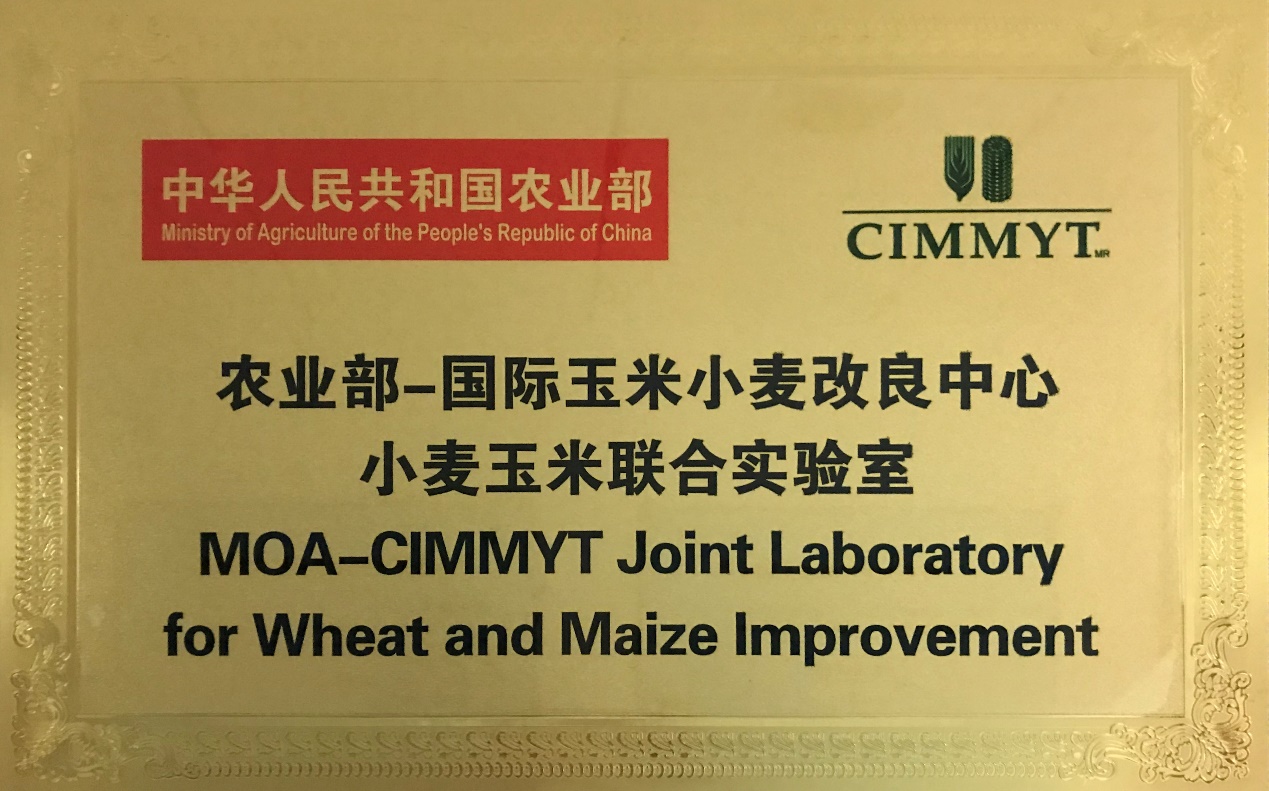 中华人民共和国农业部
Ministry of Agriculture of the People's Republic of China
CIMMYT
MR
农业部-国际玉米小麦改良中心
小麦玉米联合实验室
MOA-CIMMYT Joint Laboratory
for Wheat and Maize Improvement